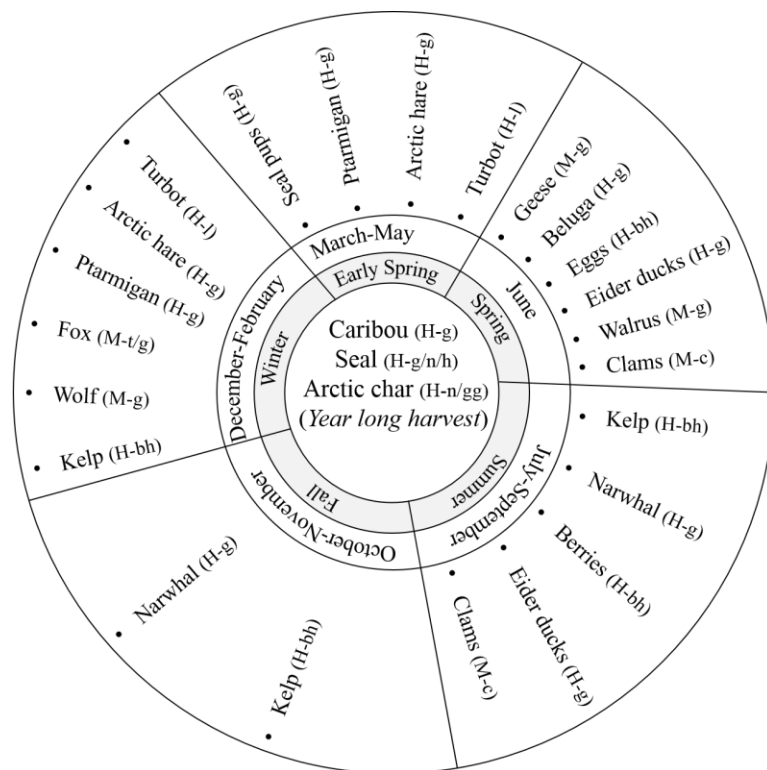 Caribou (H-g)
Seal (H-g/n/h)
Arctic char (H-n/gg)
(Year long harvest)
Early Spring
March-May
Seal pups (H-g)
Ptarmigan (H-g)
Arctic hare (H-g)
Turbot (H-l)
Spring
June
Geese (M-g)
Beluga (H-g)
Eggs (H-bh)
Eider ducks (H-g)
Walrus (M-g)
Clams (M-c)
Summer
July-September
Kelp (H-bh)
Narwhal (H-g)
Berries (H-bh)
Eider ducks (H-g)
Clams (M-c)
Fall
October-November
Kelp (H-bh)
Narwhal (H-g)
Winter
December-February
Kelp (H-bh)
Wolf (M-g)
Fox (M-t/g)
Ptarmigan (H-g)
Arctic hare (H-g)
Turbot (H-l)